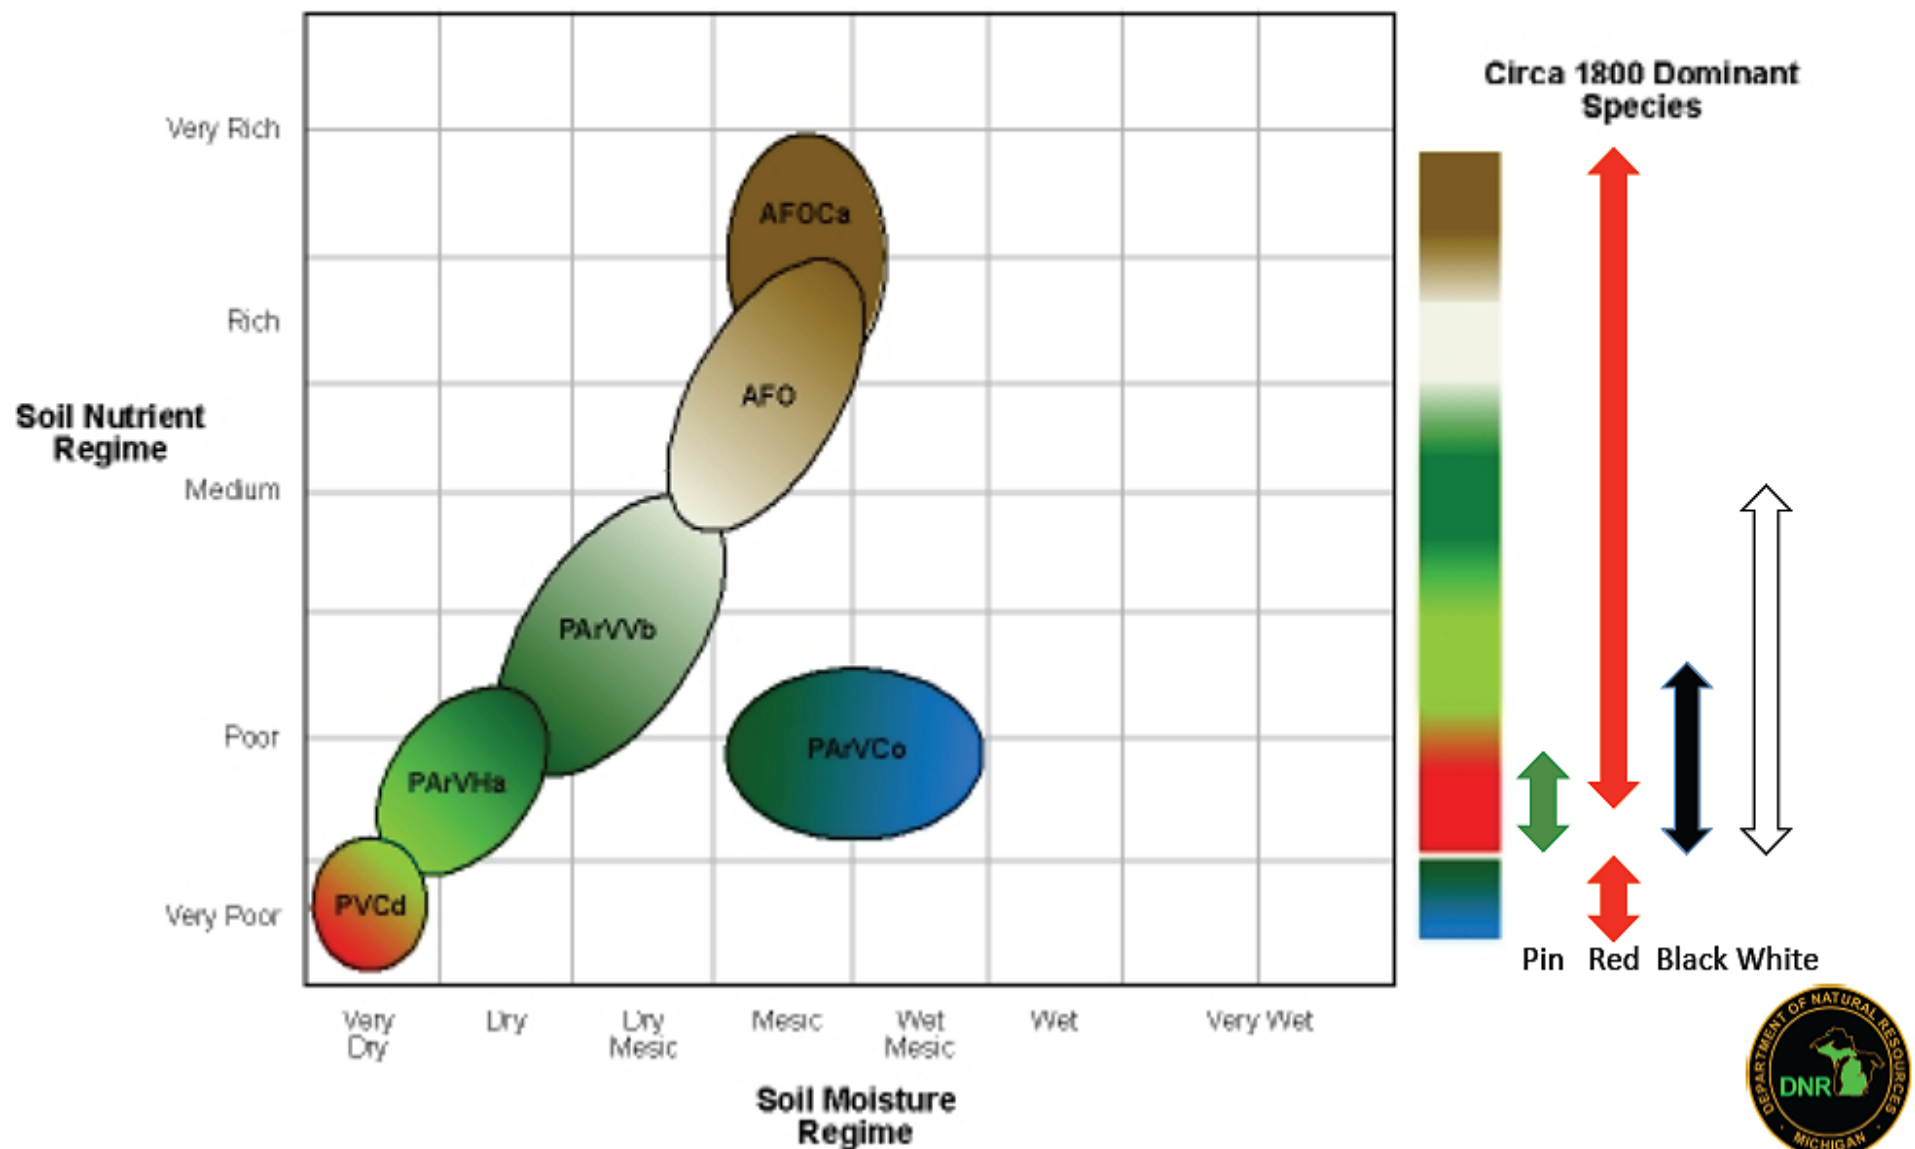 Circa 1800 Dominant
Species
Very Rich
Rich
Soil Nutrient
Regime
Medium
Poor
Very Poor
AFOCa
AFO
PArVVb
PArVHa
PArVCo
PVCd
Pin Red Black White
Very
Dry
Dry
Dry
Mesic
Mesic
Wet
Mesic
Wet
Very Wet
Soil Moisture
Regime
DEPARTMENT OF NATURAL RESOURCES
DNR
MICHIGAN